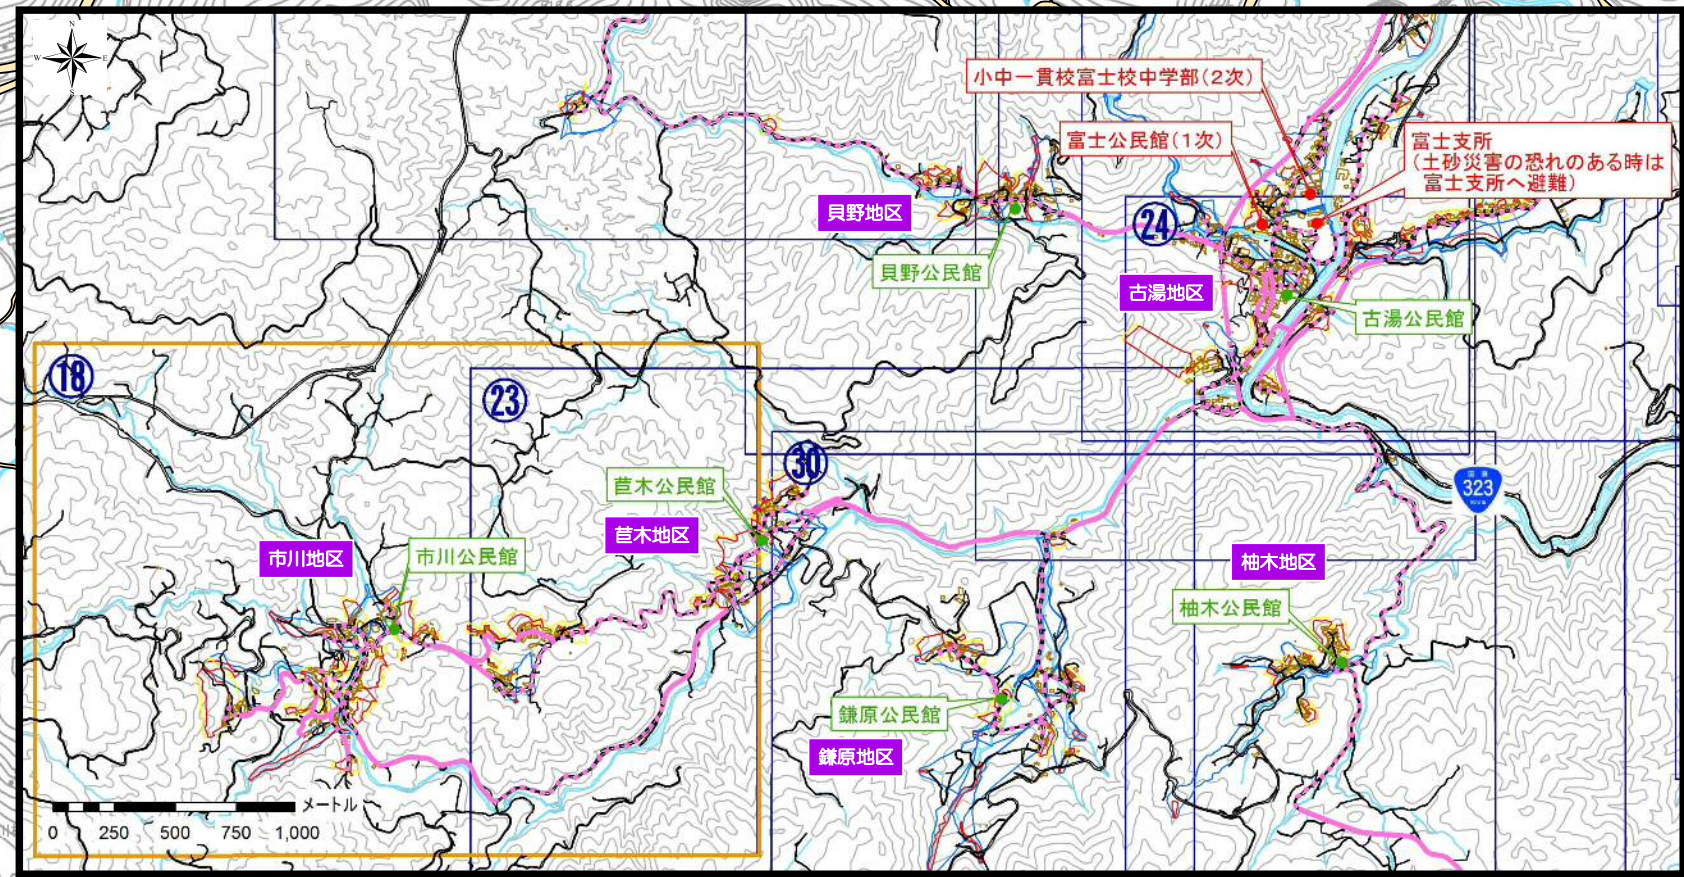 N
W
E
S
小中一貫校富士校中学部(2次)
富士公民館(1次)
富士支所
(土砂災害の恐れのある時は
富士支所へ避難)
貝野地区
24
貝野公民館
古湯地区
古湯公民館
18
23
30
苣木公民館
国道
323
苣木地区
市川地区
市川公民館
柚木地区
柚木公民館
鎌原公民館
鎌原地区
メートル
0 250 500 750 1,000